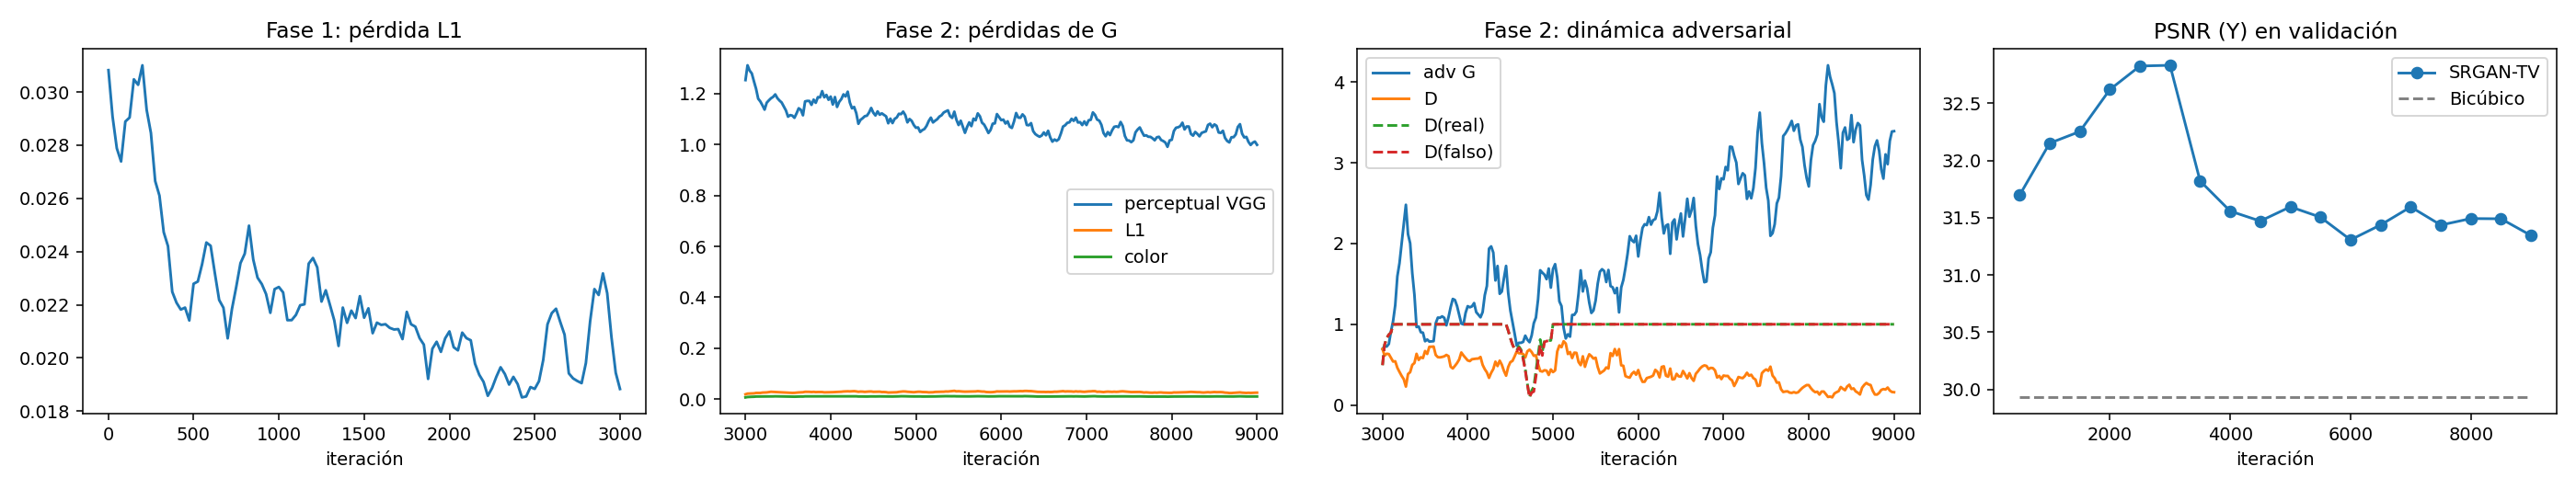 Fase 1: pérdida L1
0.030
0.028
0.026
0.024
0.022
0.020
0.018
0 500 1000 1500 2000 2500 3000
iteración
Fase 2: pérdidas de G
1.2
1.0
0.8
0.6
0.4
0.2
0.0
perceptual VGG
L1
color
3000 4000 5000 6000 7000 8000 9000
iteración
Fase 2: dinámica adversarial
4
3
2
1
0
adv G
D
D(real)
D(falso)
3000 4000 5000 6000 7000 8000 9000
iteración
PSNR (Y) en validación
32.5
32.0
31.5
31.0
30.5
30.0
SRGAN-TV
Bicúbico
2000 4000 6000 8000
iteración